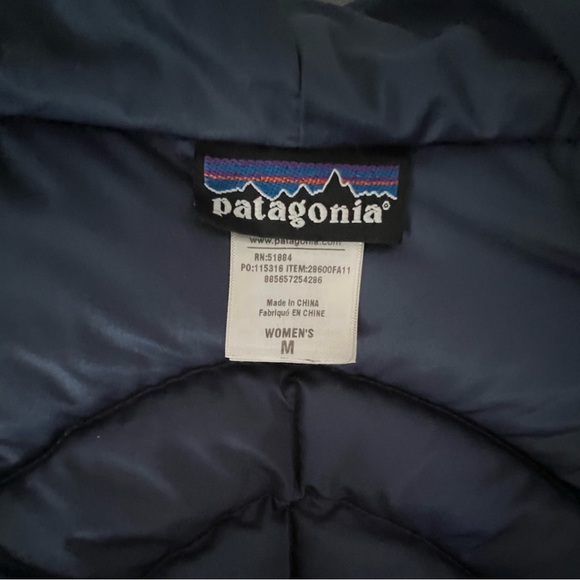 patagonia®
www.patagonia.com
RN:51884
PO:115316 ITEM:28600FA11
885657254286
Made in CHINA
Fabriqué EN CHINE
WOMEN'S
M